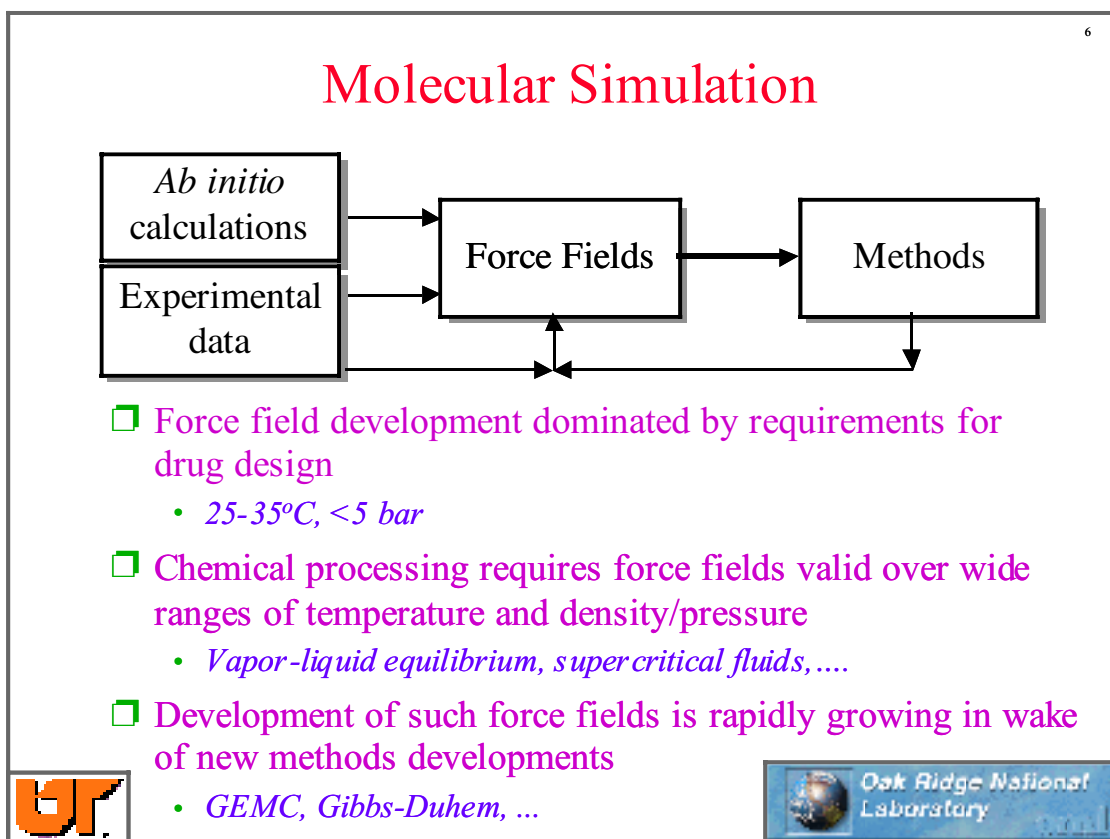 6
Molecular Simulation
Ab initio
calculations
Experimental
data
Force Fields
Methods
Force field development dominated by requirements for
drug design
• 25-35°C, <5 bar
Chemical processing requires force fields valid over wide
ranges of temperature and density/pressure
• Vapor-liquid equilibrium, supercritical fluids,....
Development of such force fields is rapidly growing in wake
of new methods developments
• GEMC, Gibbs-Duhem, ...
UT
Oak Ridge National
Laboratory